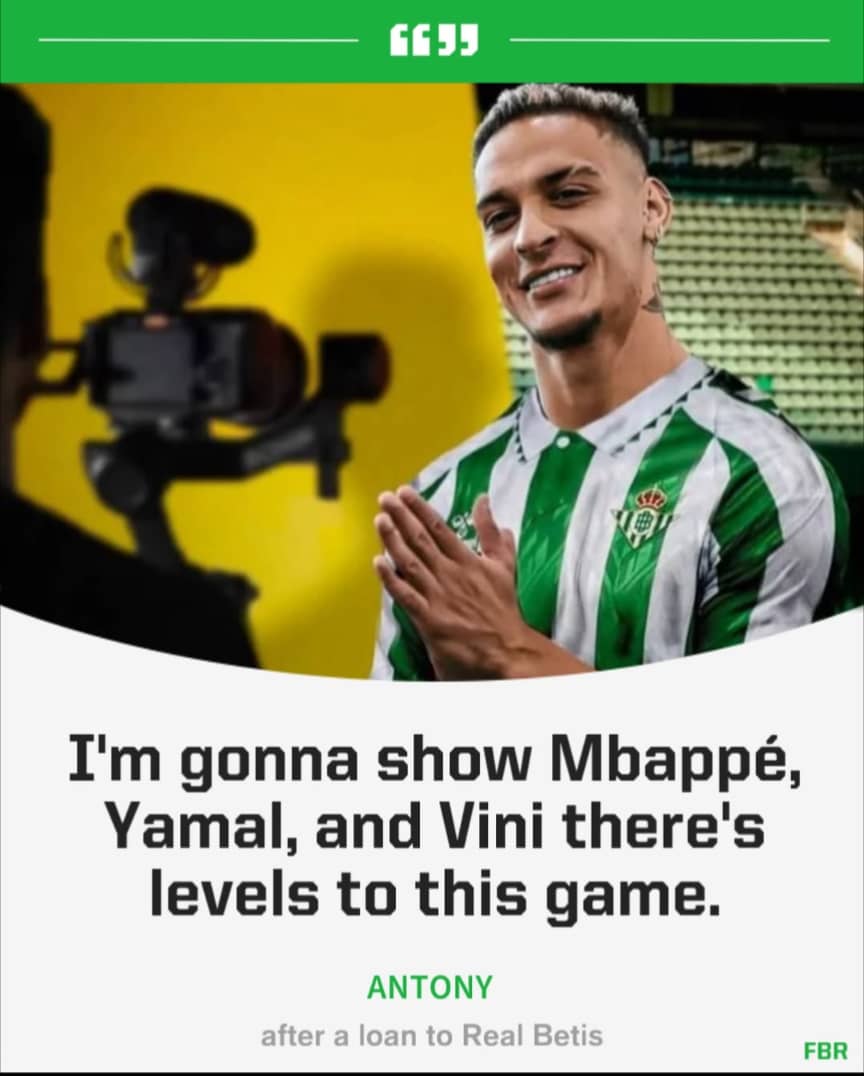 I'm gonna show Mbappé,
Yamal, and Vini there's
levels to this game.
ANTONY
after a loan to Real Betis
FBR